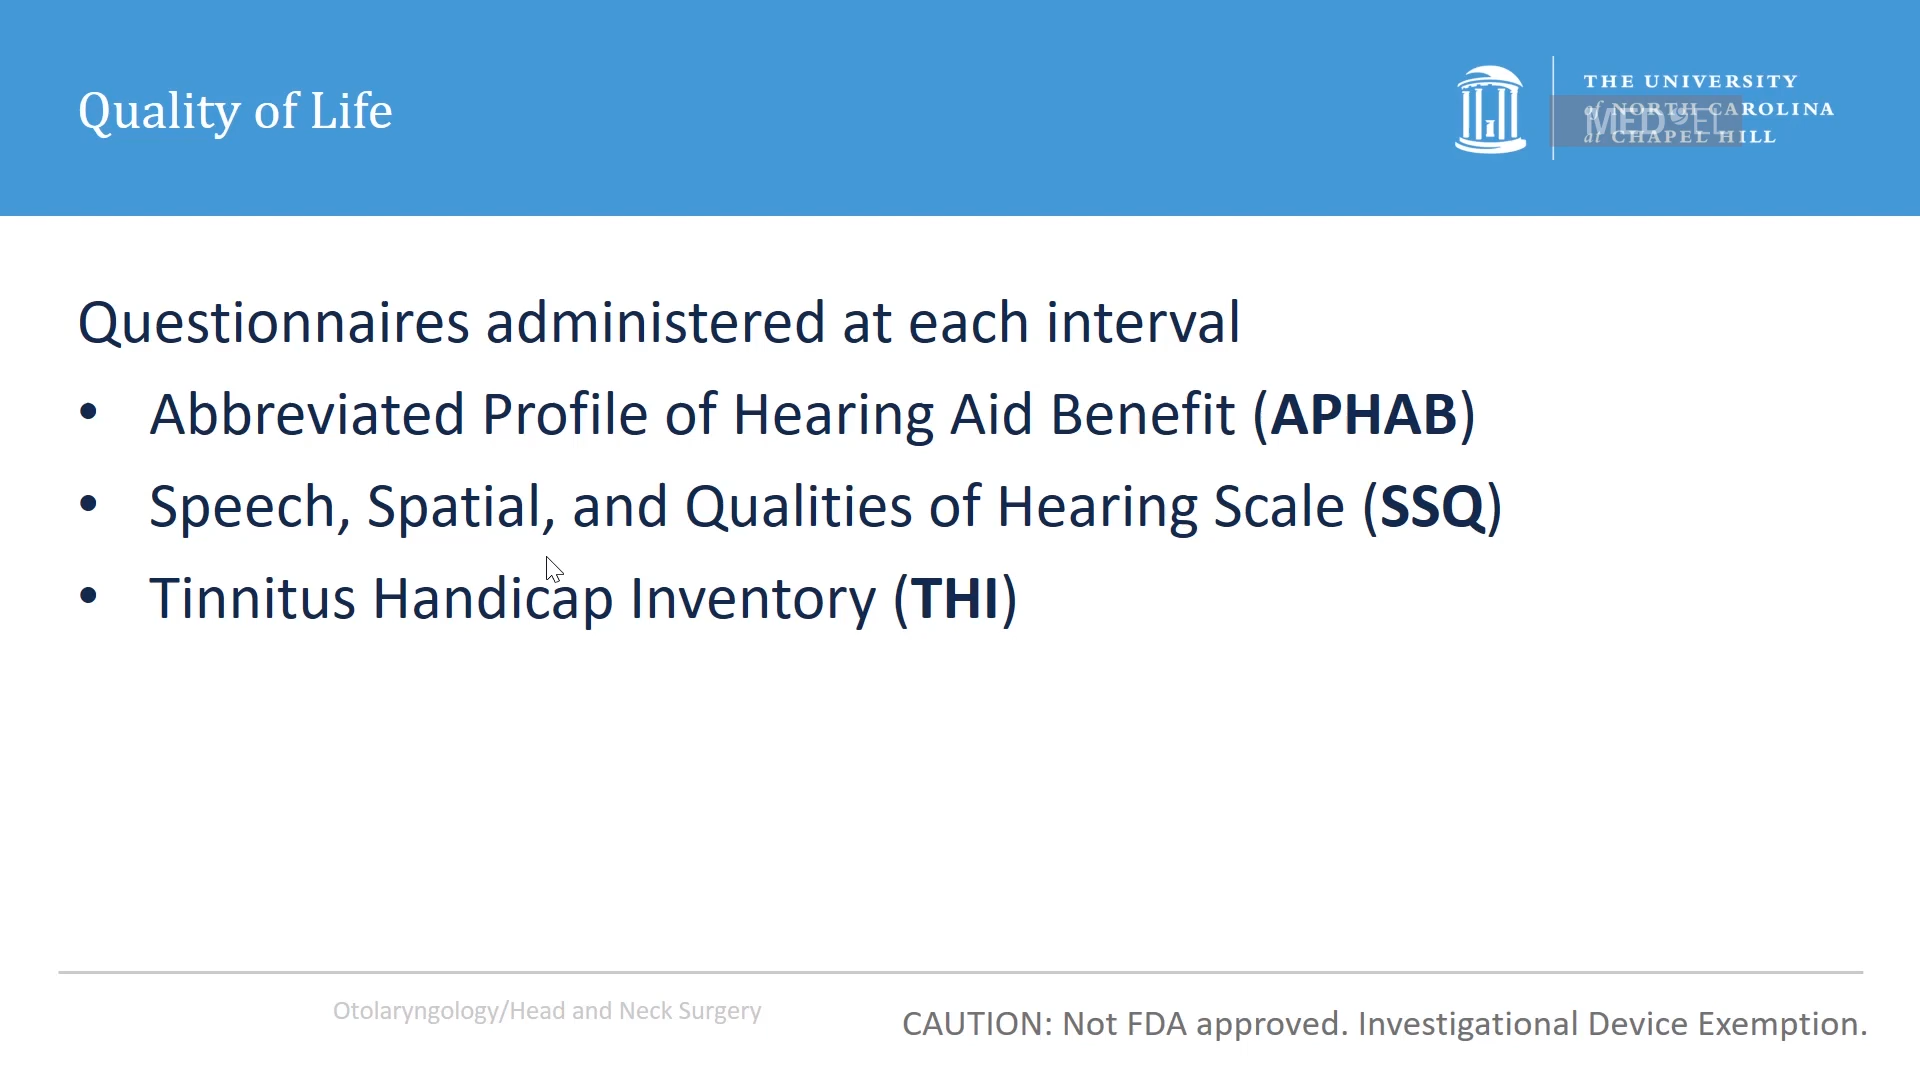 Quality of Life
THE UNIVERSITY
of NORTH CAROLINA
at CHAPEL HILL
MED-EL
Questionnaires administered at each interval
• Abbreviated Profile of Hearing Aid Benefit (APHAB)
• Speech, Spatial, and Qualities of Hearing Scale (SSQ)
• Tinnitus Handicap Inventory (THI)
Otolaryngology/Head and Neck Surgery
CAUTION: Not FDA approved. Investigational Device Exemption.